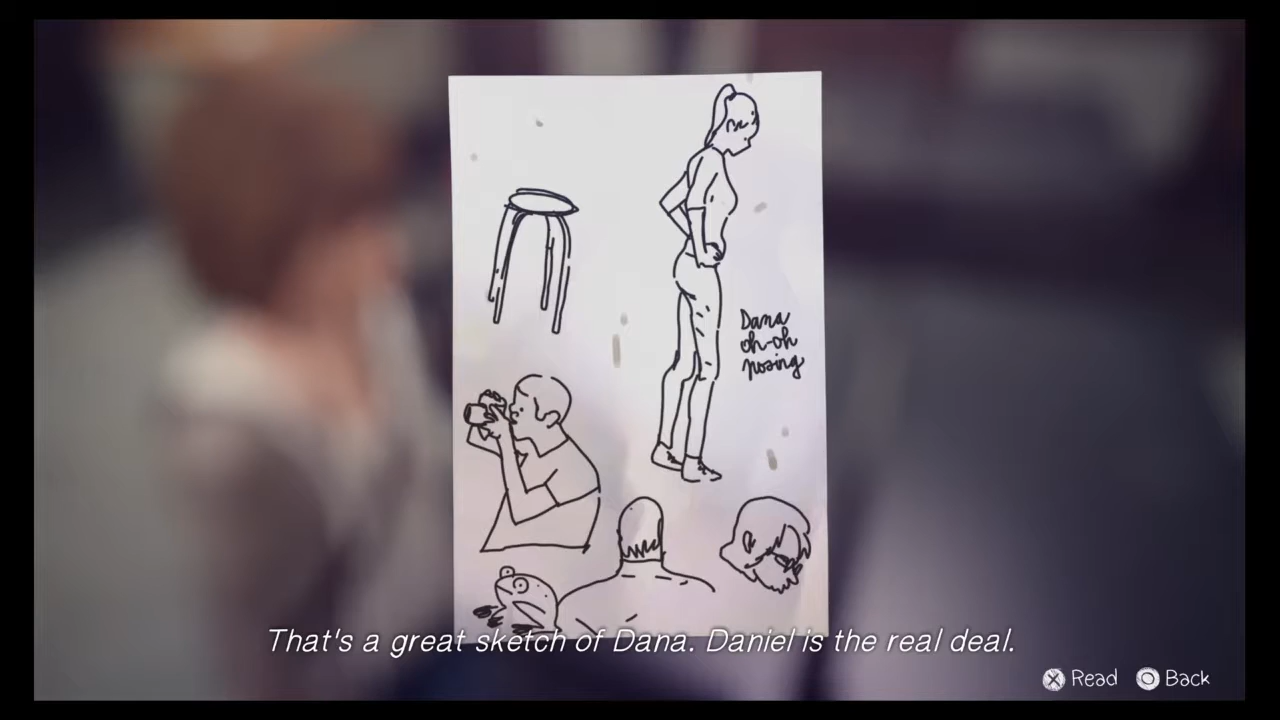 Dana
oh-oh
posing
That's a great sketch of Dana. Daniel is the real deal.
Read
Back